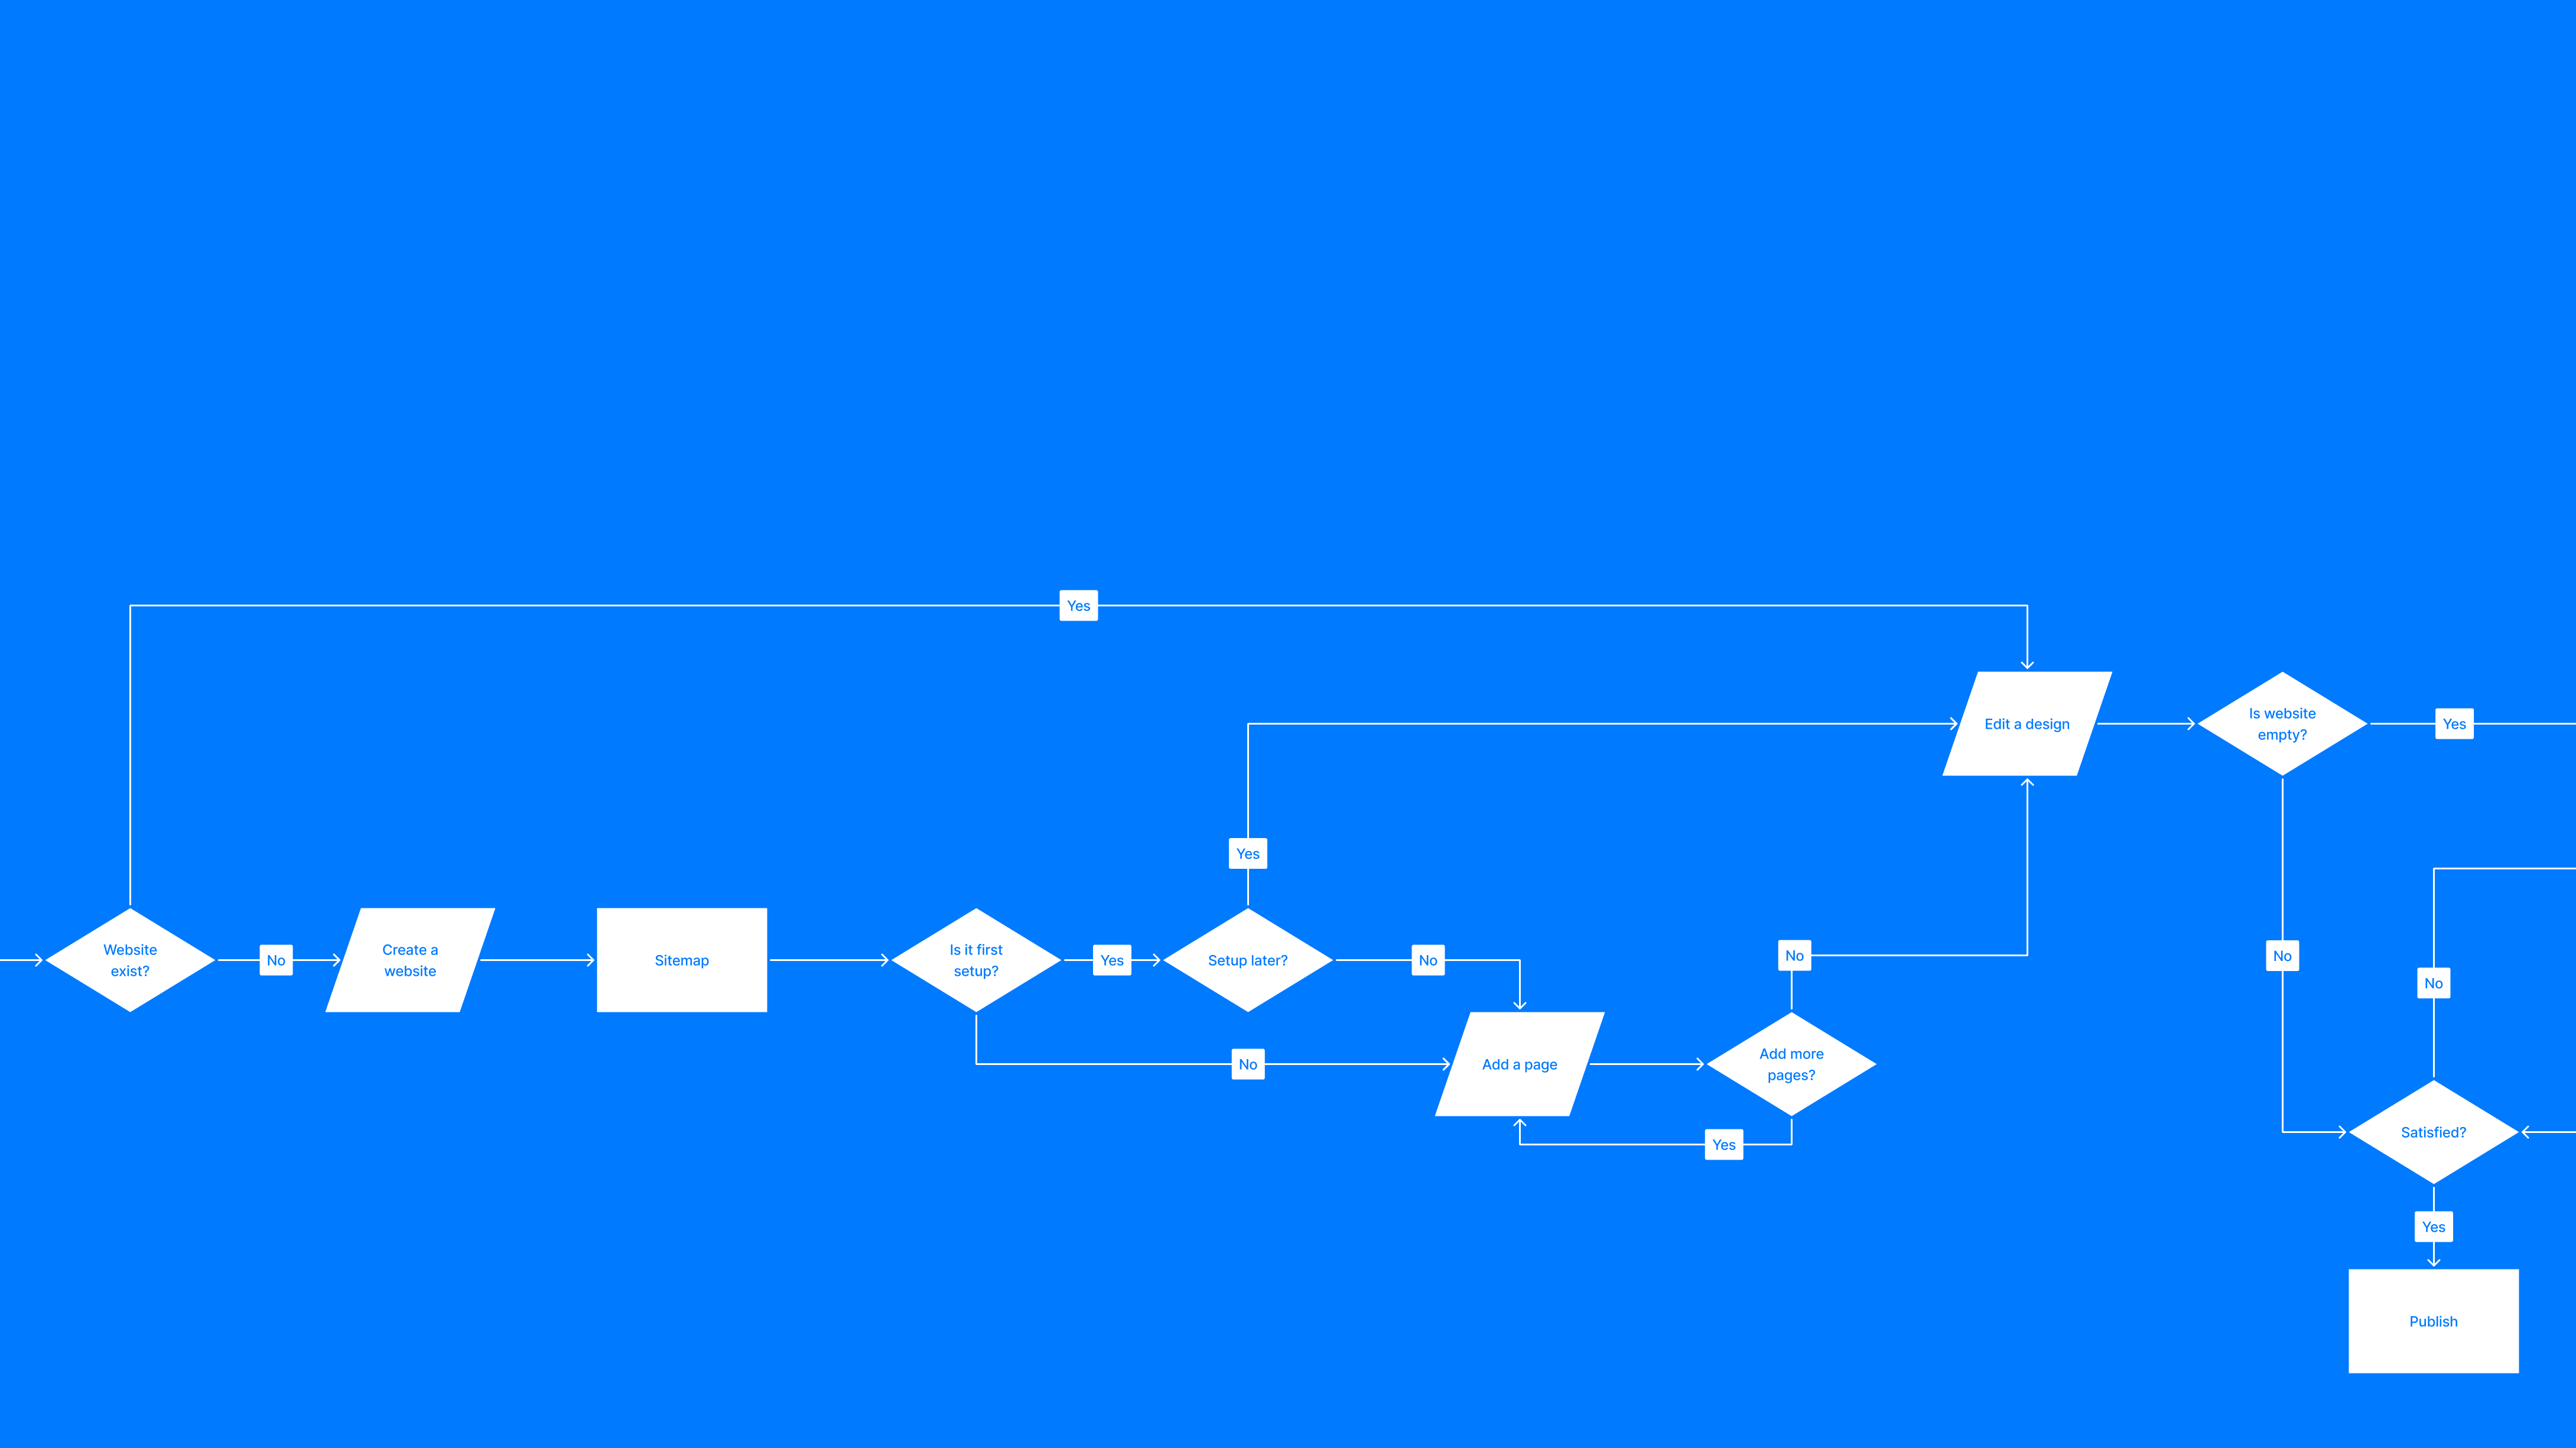 Yes
Edit a design
Is website
empty?
Yes
Yes
Website
exist?
No
Create a
website
Sitemap
Is it first
setup?
Yes
Setup later?
No
No
No
No
No
Add a page
Add more
pages?
Yes
Satisfied?
Yes
Publish